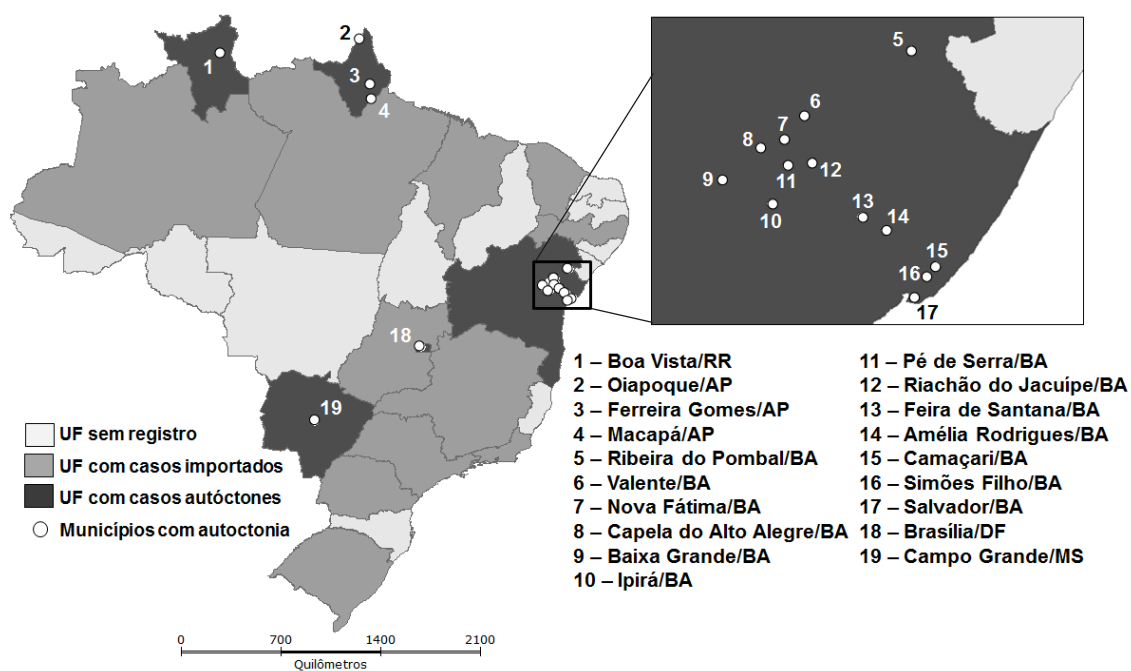 1
2
3
4
18
19
5
6
7
8
9
10
11
12
13
14
15
16
17
UF sem registro
UF com casos importados
UF com casos autóctones
Municípios com autoctonia
1 – Boa Vista/RR
2 – Oiapoque/AP
3 – Ferreira Gomes/AP
4 – Macapá/AP
5 – Ribeira do Pombal/BA
6 – Valente/BA
7 – Nova Fátima/BA
8 – Capela do Alto Alegre/BA
9 – Baixa Grande/BA
10 – Ipirá/BA
11 – Pé de Serra/BA
12 – Riachão do Jacuípe/BA
13 – Feira de Santana/BA
14 – Amélia Rodrigues/BA
15 – Camaçari/BA
16 – Simões Filho/BA
17 – Salvador/BA
18 – Brasília/DF
19 – Campo Grande/MS
0 700 1400 2100
Quilômetros